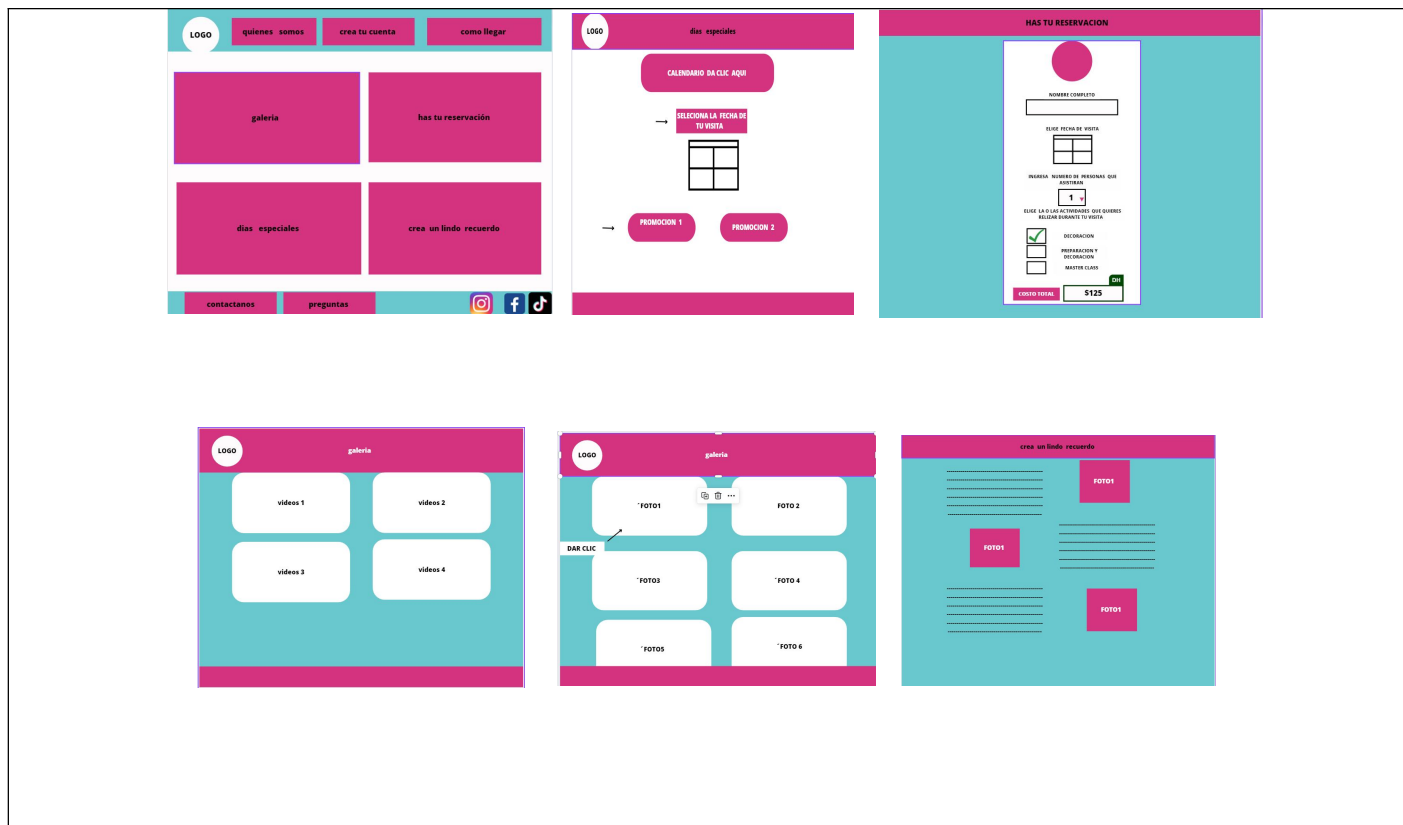 LOGO
quienes somos
crea tu cuenta
como llegar
galeria
has tu reservación
dias especiales
crea un lindo recuerdo
contactanos
preguntas
LOGO
dias especiales
CALENDARIO DA CLIC AQUI
SELECIONA LA FECHA DE
TU VISITA
PROMOCION 1
PROMOCION 2
HAS TU RESERVACION
NOMBRE COMPLETO
ELIGE FECHA DE VISITA
INGRESA NUMERO DE PERSONAS QUE
ASISTIRAN
1
ELIGE LA O LAS ACTIVIDADES QUE QUIERES
RELIZAR DURANTE TU VISITA
DECORACION
PREPARACION Y
DECORACION
MASTER CLASS
DH
COSTO TOTAL
$125
LOGO
galeria
videos 1
videos 2
videos 3
videos 4
LOGO
galeria
´FOTO1
FOTO 2
DAR CLIC
´FOTO3
´FOTO 4
´FOTO5
´FOTO 6
crea un lindo recuerdo
FOTO1
FOTO1
FOTO1